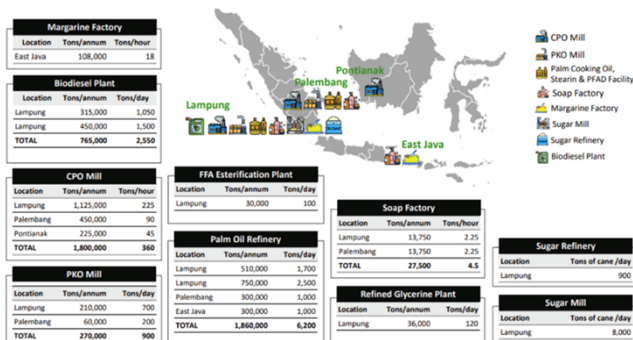 Margarine Factory
Location Tons/annum Tons/hour
East Java 108,000 18
Biodiesel Plant
Location Tons/annum Tons/day
Lampung 315,000 1,050
Lampung 450,000 1,500
TOTAL 765,000 2,550
Pontianak
Palembang
Lampung
East Java
CPO Mill
PKO Mill
Palm Cooking Oil,
Stearin & PFAD Facility
Soap Factory
Margarine Factory
Sugar Mill
Sugar Refinery
Biodiesel Plant
CPO Mill
Location Tons/annum Tons/hour
Lampung 1,125,000 225
Palembang 450,000 90
Pontianak 225,000 45
TOTAL 1,800,000 360
PKO Mill
Location Tons/annum Tons/day
Lampung 210,000 700
Palembang 60,000 200
TOTAL 270,000 900
FFA Esterification Plant
Location Tons/annum Tons/day
Lampung 30,000 100
Palm Oil Refinery
Location Tons/annum Tons/day
Lampung 510,000 1,700
Lampung 750,000 2,500
Palembang 300,000 1,000
East Java 300,000 1,000
TOTAL 1,860,000 6,200
Soap Factory
Location Tons/annum Tons/hour
Lampung 13,750 2.25
Palembang 13,750 2.25
TOTAL 27,500 4.5
Refined Glycerine Plant
Location Tons/annum Tons/day
Lampung 36,000 120
Sugar Refinery
Location Tons of cane /day
Lampung 900
Sugar Mill
Location Tons of cane /day
Lampung 8,000